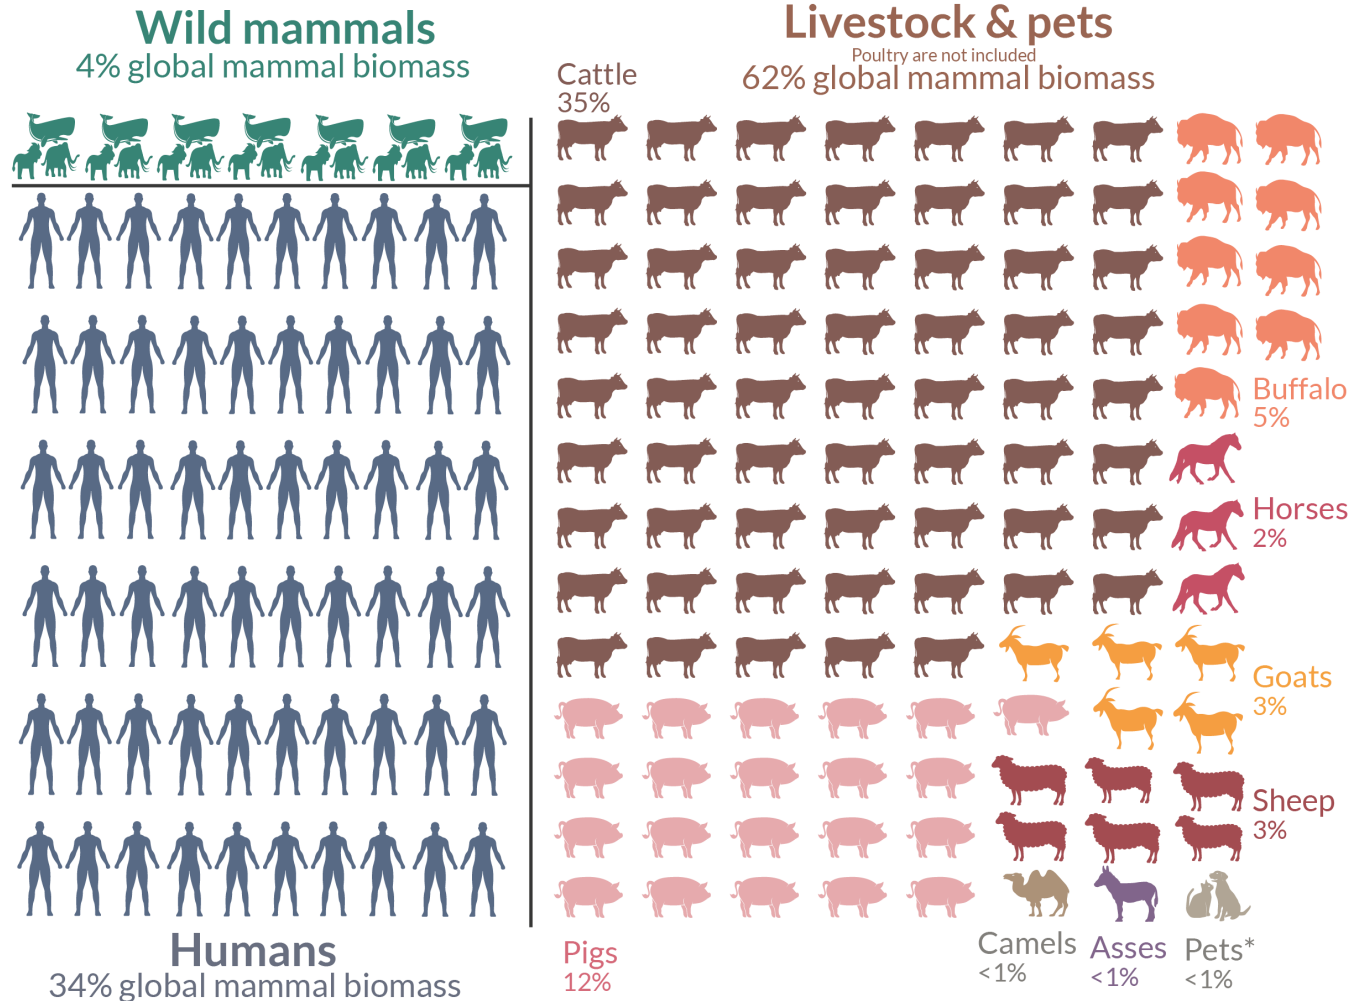 Wild mammals
4% global mammal biomass
Livestock & pets
Poultry are not included
62% global mammal biomass
Cattle
35%
Buffalo
5%
Horses
2%
Goats
3%
Sheep
3%
Humans
34% global mammal biomass
Pigs
12%
Camels
<1%
Asses
<1%
Pets*
<1%